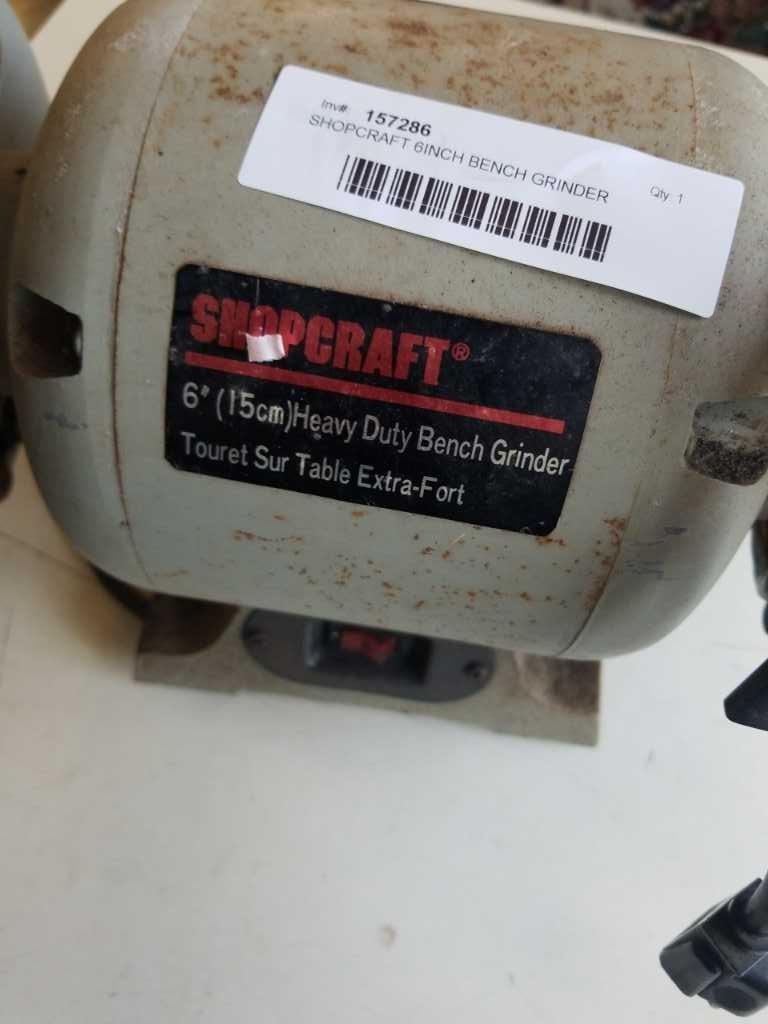 Inv#: 157286
SHOPCRAFT 6INCH BENCH GRINDER
Qty: 1
SHOPCRAFT®
6" (15cm)Heavy Duty Bench Grinder
Touret Sur Table Extra-Fort